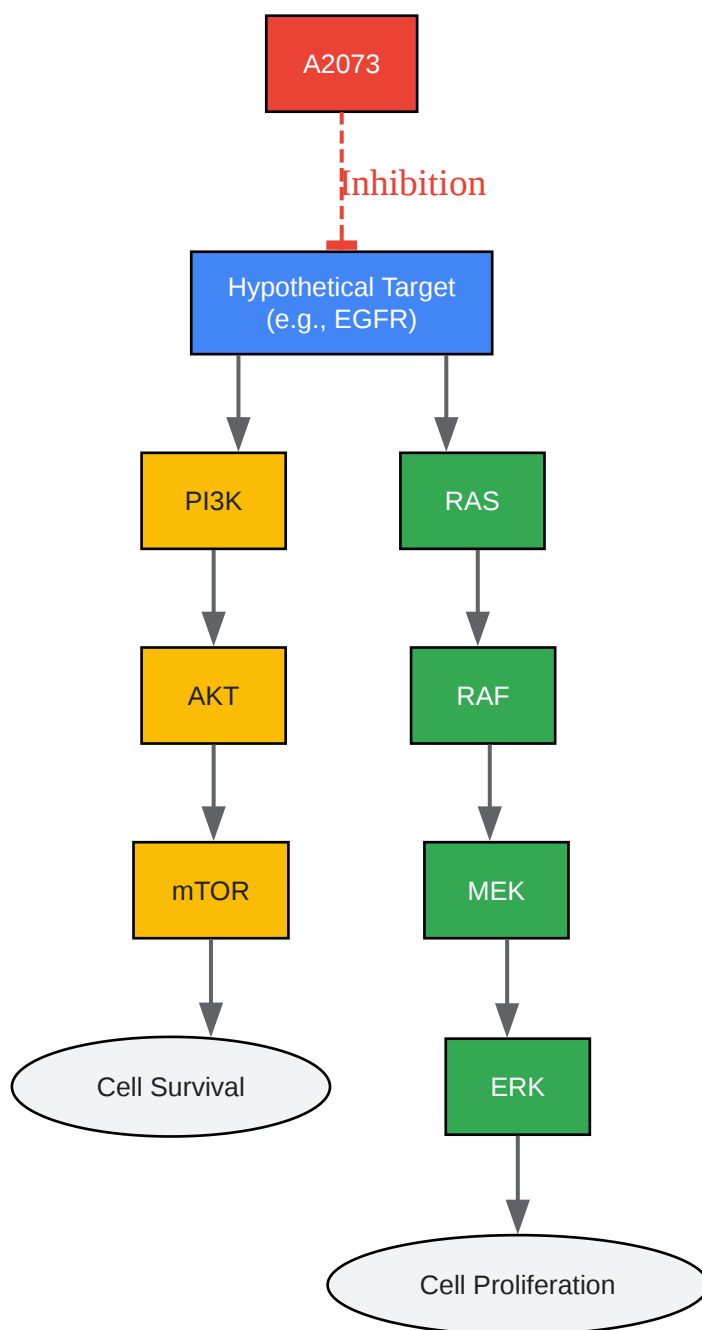 A2073
Inhibition
Hypothetical Target
(e.g., EGFR)
PI3K
RAS
AKT
RAF
mTOR
MEK
Cell Survival
ERK
Cell Proliferation